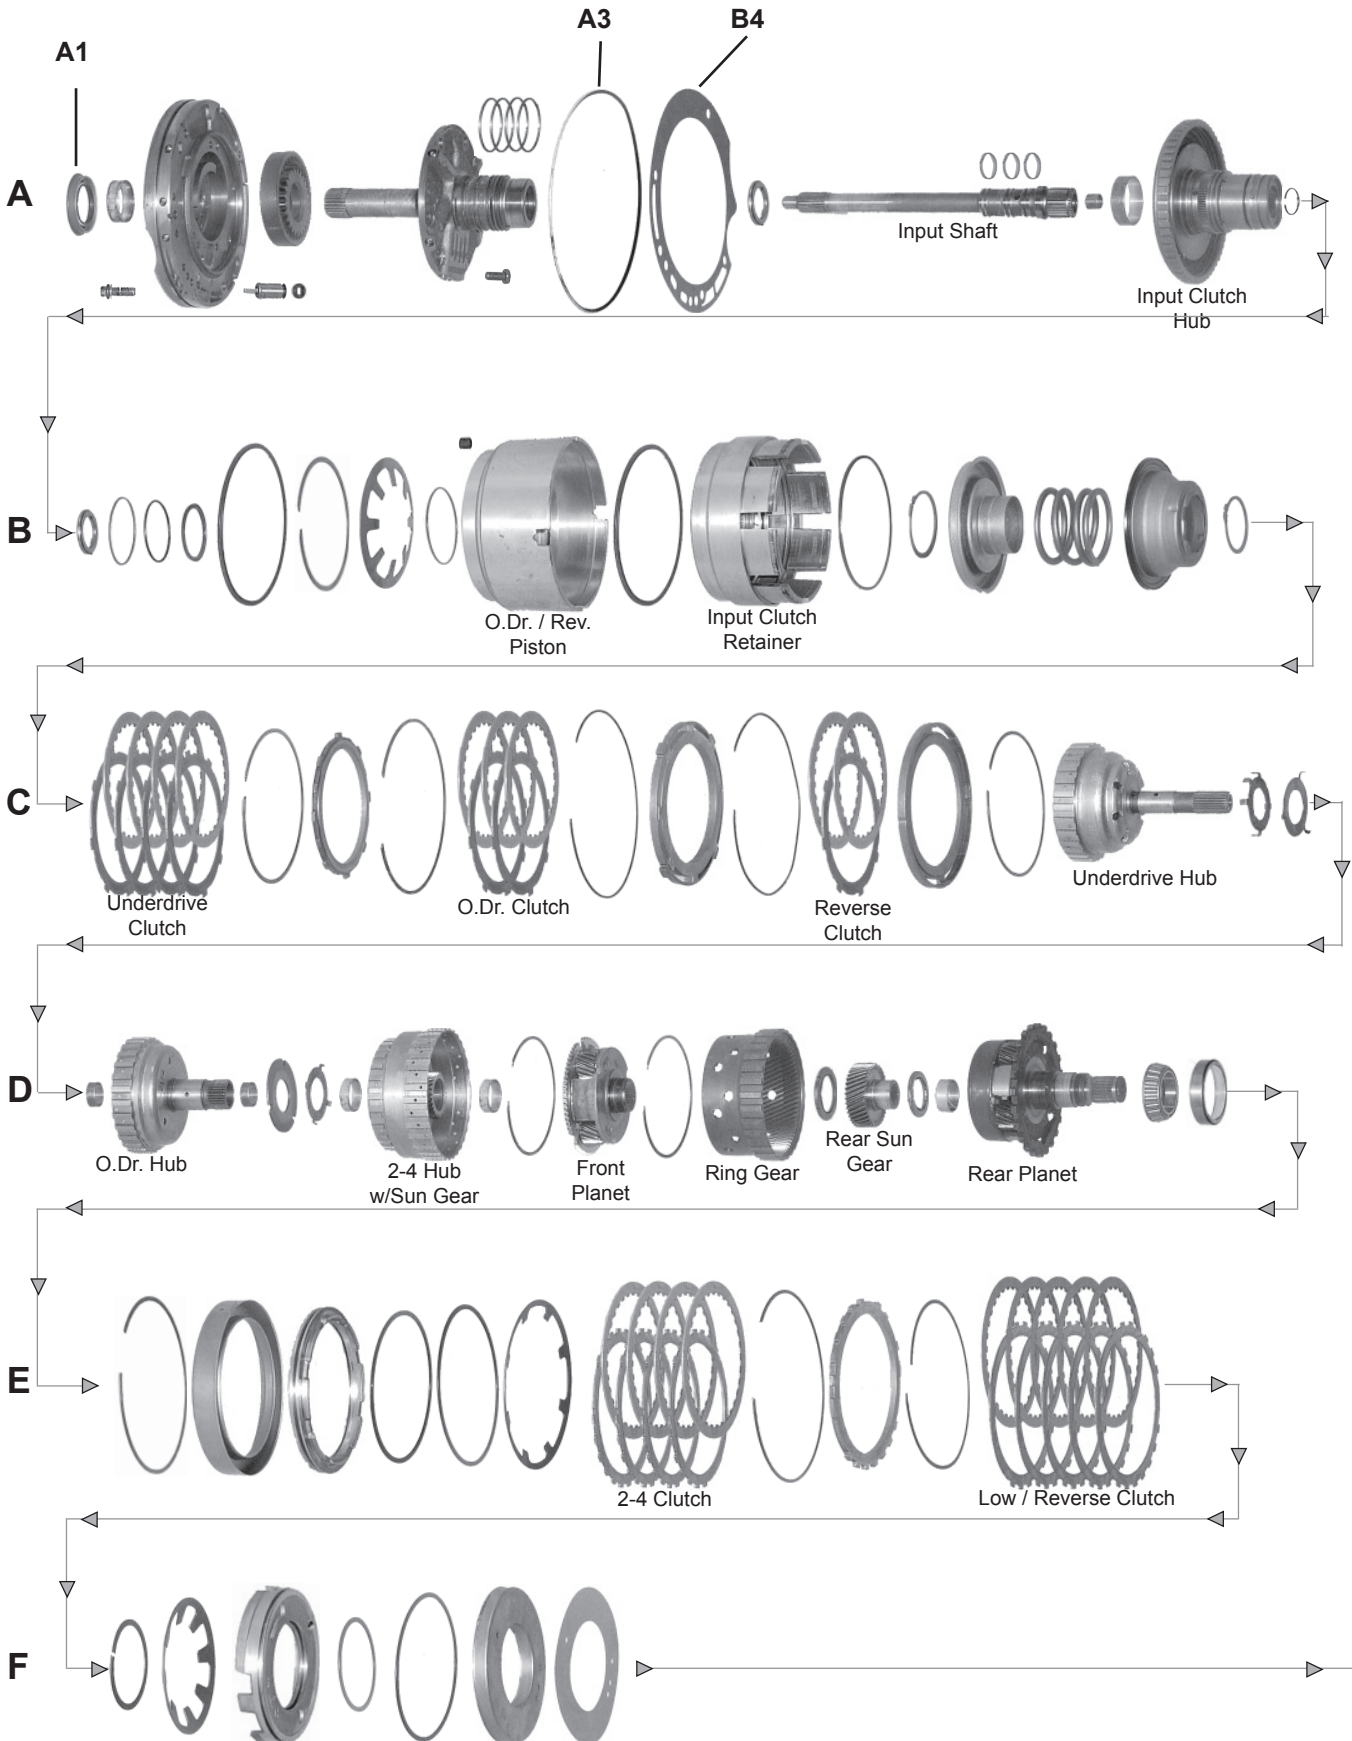 A3
B4
A1
A
Input Shaft
Input Clutch
Hub
B
O.Dr. / Rev.
Piston
Input Clutch
Retainer
C
Underdrive
Clutch
O.Dr. Clutch
Reverse
Clutch
Underdrive Hub
D
O.Dr. Hub
2-4 Hub
w/Sun Gear
Front
Planet
Ring Gear
Rear Sun
Gear
Rear Planet
E
2-4 Clutch
Low / Reverse Clutch
F